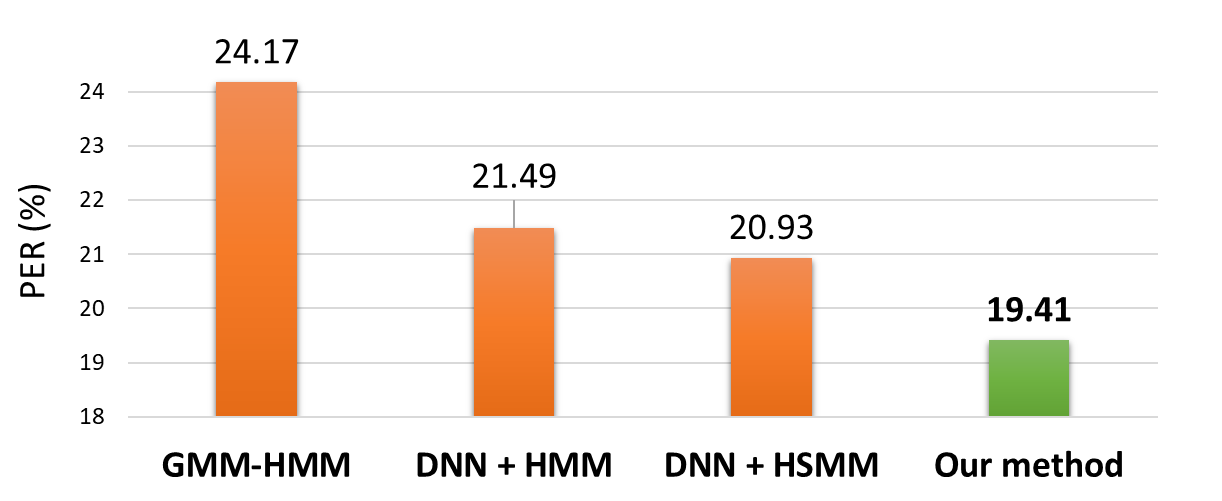 24.17
24
23
21.49
22
20.93
21
PER (%)
20
19.41
19
18
GMM-HMM
DNN + HMM
DNN + HSMM
Our method